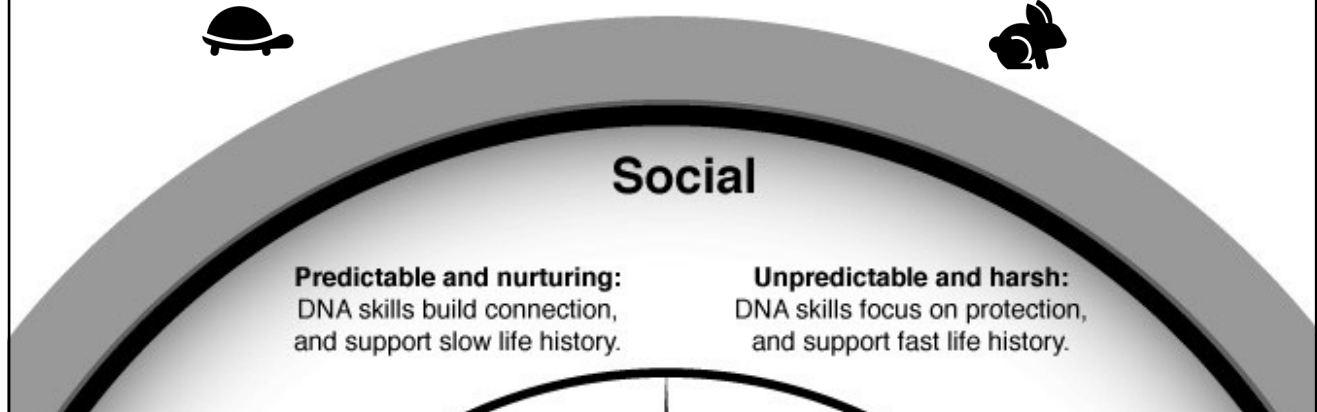 Social
Predictable and nurturing:
DNA skills build connection,
and support slow life history.
Unpredictable and harsh:
DNA skills focus on protection,
and support fast life history.